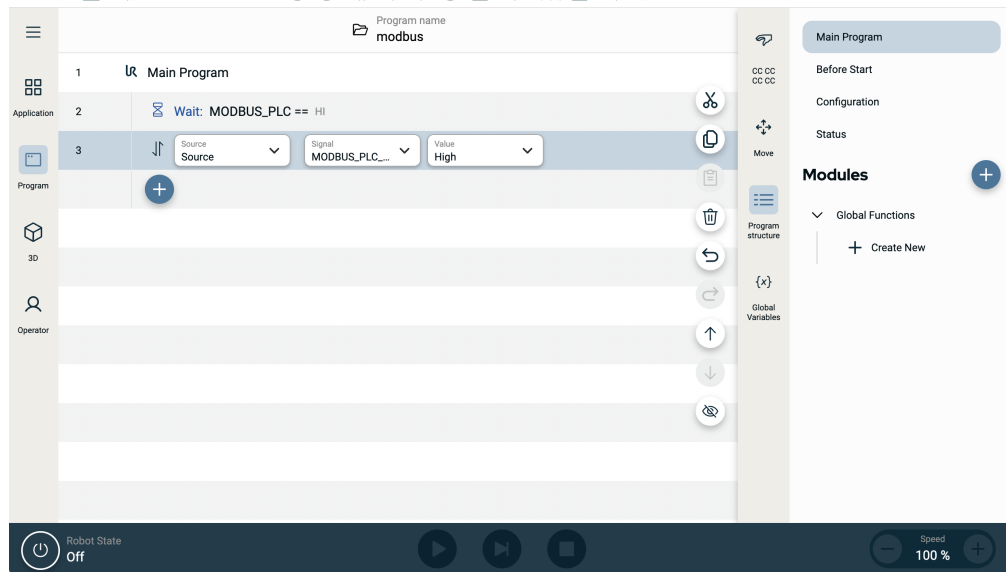 Program name
modbus
1 Main Program
2 Wait: MODBUS_PLC == HI
3 Source Signal Value
Source MODBUS_PLC_... High
Application
Program
3D
Operator
CC CC
CC CC
Move
Program
structure
{x}
Global
Variables
Main Program
Before Start
Configuration
Status
Modules
Global Functions
Create New
Robot State
Off
Speed
100 %